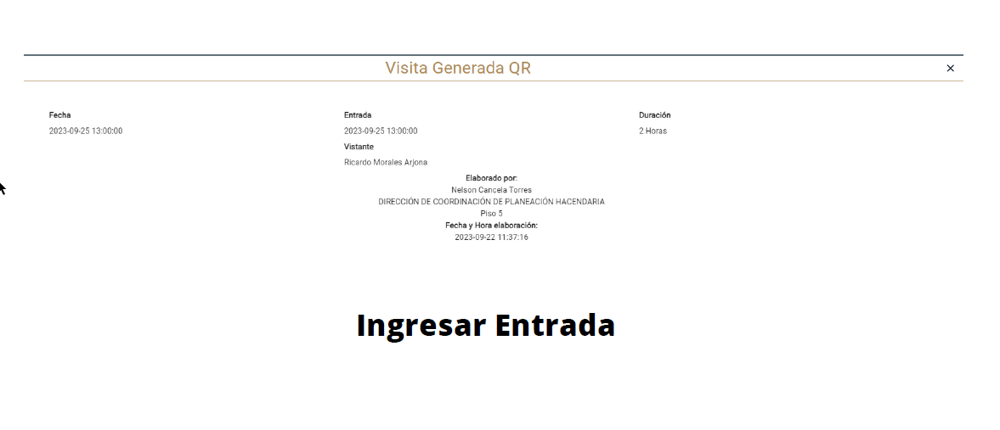 Visita Generada QR
Fecha
Entrada
Duración
2023-09-25 13:00:00
2023-09-25 13:00:00
2 Horas
Vistante
Ricardo Morales Arjona
Elaborado por:
Nelson Cancela Torres
DIRECCIÓN DE COORDINACIÓN DE PLANEACIÓN HACENDARIA
Piso 5
Fecha y Hora elaboración:
2023-09-22 11:37:16
Ingresar Entrada